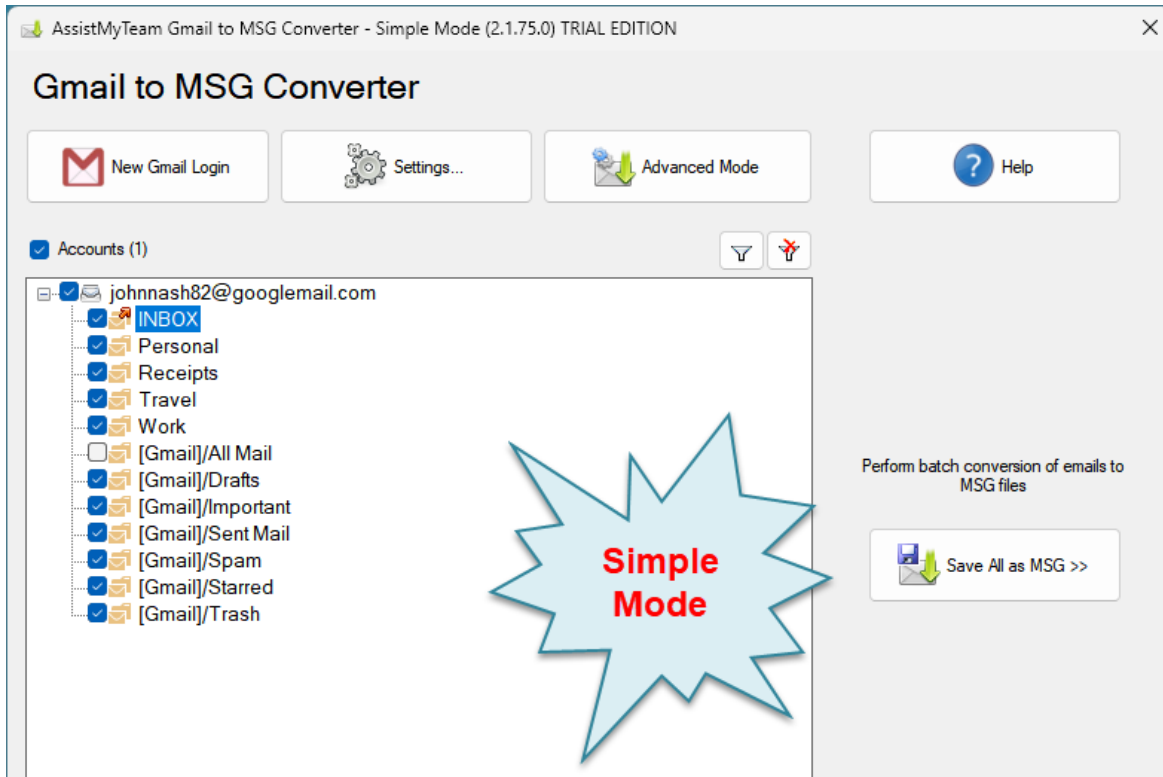 AssistMyTeam Gmail to MSG Converter - Simple Mode (2.1.75.0) TRIAL EDITION
Gmail to MSG Converter
New Gmail Login
Settings...
Advanced Mode
Help
Accounts (1)
johnnash82@googlemail.com
INBOX
Personal
Receipts
Travel
Work
[Gmail]/All Mail
[Gmail]/Drafts
[Gmail]/Important
[Gmail]/Sent Mail
[Gmail]/Spam
[Gmail]/Starred
[Gmail]/Trash
Simple
Mode
Perform batch conversion of emails to
MSG files
Save All as MSG >>